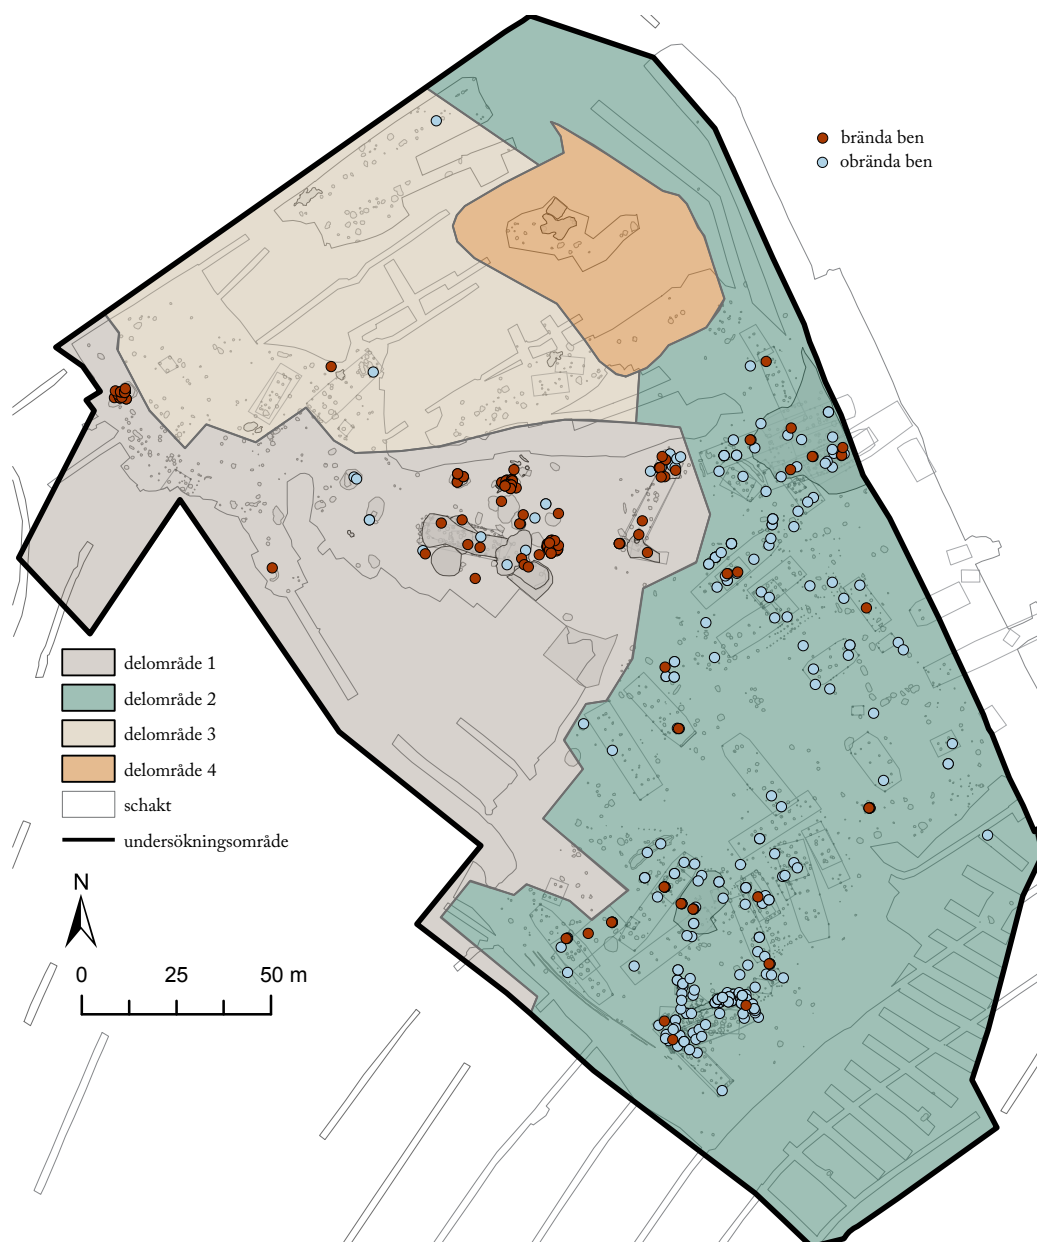 brända ben
obrända ben
delområde 1
delområde 2
delområde 3
delområde 4
schakt
undersökningsområde
N
0 25 50 m